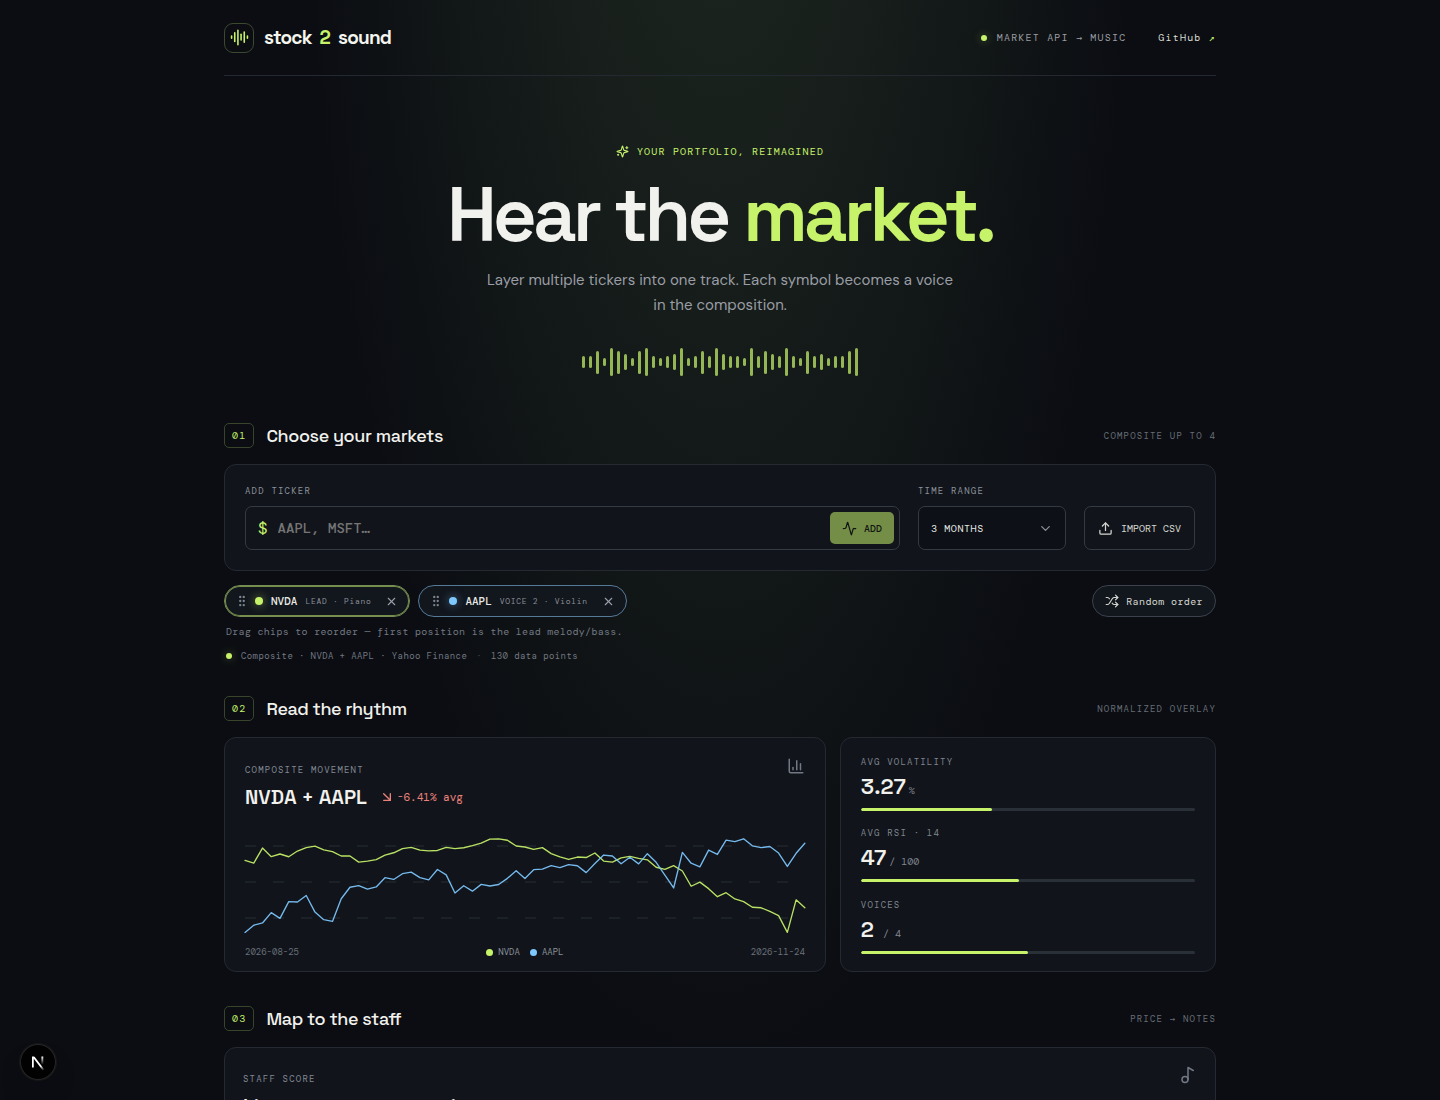 stock 2 sound
MARKET API → MUSIC
GitHub ↗
YOUR PORTFOLIO, REIMAGINED
Hear the market.
Layer multiple tickers into one track. Each symbol becomes a voice
in the composition.
01 Choose your markets
COMPOSITE UP TO 4
ADD TICKER
TIME RANGE
$ AAPL, MSFT…
ADD
3 MONTHS
IMPORT CSV
NVDA LEAD · Piano ×
AAPL VOICE 2 · Violin ×
Random order
Drag chips to reorder — first position is the lead melody/bass.
Composite · NVDA + AAPL · Yahoo Finance · 130 data points
02 Read the rhythm
NORMALIZED OVERLAY
COMPOSITE MOVEMENT
NVDA + AAPL
-6.41% avg
2026-08-25
NVDA
AAPL
2026-11-24
AVG VOLATILITY
3.27 %
AVG RSI · 14
47 / 100
VOICES
2 / 4
03 Map to the staff
PRICE → NOTES
STAFF SCORE
N